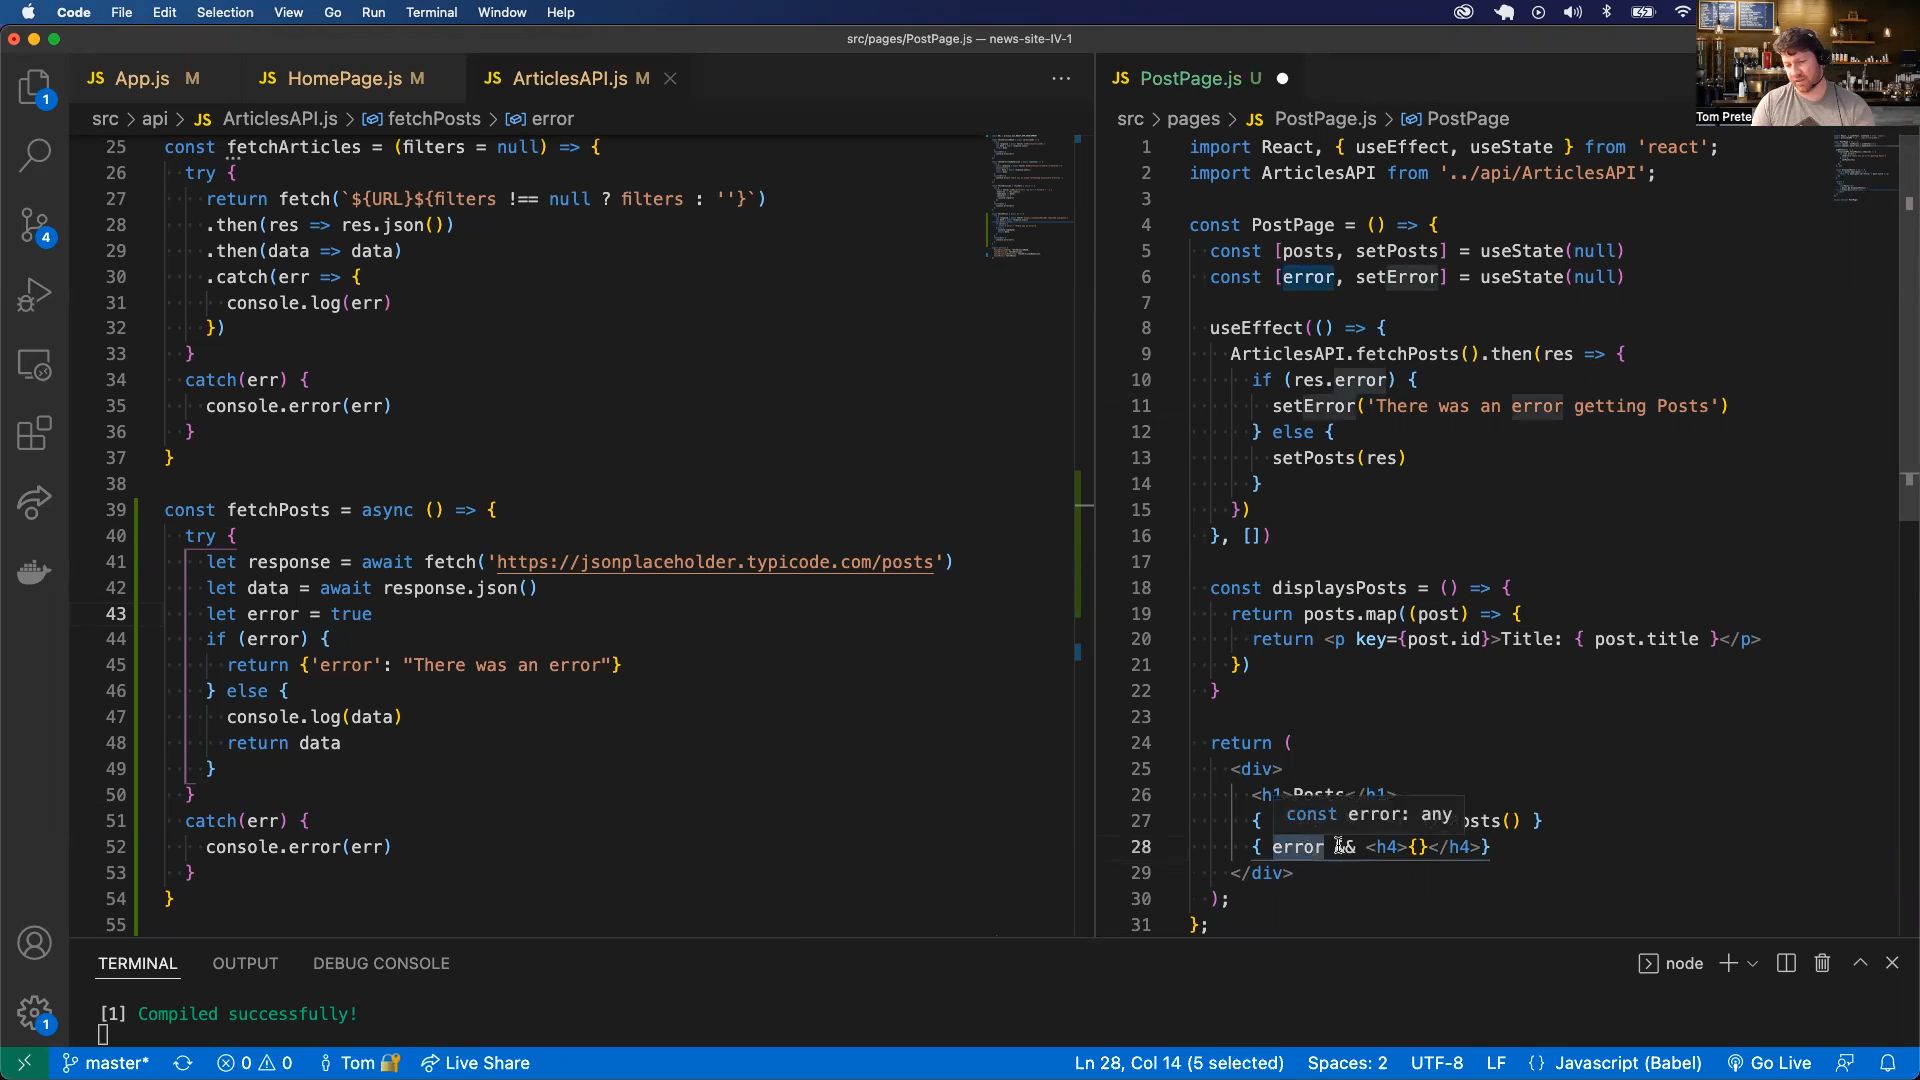 Code File Edit Selection View Go Run Terminal Window Help
src/pages/PostPage.js — news-site-IV-1
JS App.js M
JS HomePage.js M
JS ArticlesAPI.js M
JS PostPage.js U
Tom Prete
src > api > JS ArticlesAPI.js > fetchPosts > error
25 const fetchArticles = (filters = null) => {
26 try {
27 return fetch(`${URL}${filters !== null ? filters : ''}`)
28 .then(res => res.json())
29 .then(data => data)
30 .catch(err => {
31 console.log(err)
32 })
33 }
34 catch(err) {
35 console.error(err)
36 }
37 }
38
39 const fetchPosts = async () => {
40 try {
41 let response = await fetch('https://jsonplaceholder.typicode.com/posts')
42 let data = await response.json()
43 let error = true
44 if (error) {
45 return {'error': "There was an error"}
46 } else {
47 console.log(data)
48 return data
49 }
50 }
51 catch(err) {
52 console.error(err)
53 }
54 }
55
src > pages > JS PostPage.js > PostPage
1 import React, { useEffect, useState } from 'react';
2 import ArticlesAPI from '../api/ArticlesAPI';
3
4 const PostPage = () => {
5 const [posts, setPosts] = useState(null)
6 const [error, setError] = useState(null)
7
8 useEffect(() => {
9 ArticlesAPI.fetchPosts().then(res => {
10 if (res.error) {
11 setError('There was an error getting Posts')
12 } else {
13 setPosts(res)
14 }
15 })
16 }, [])
17
18 const displaysPosts = () => {
19 return posts.map((post) => {
20 return <p key={post.id}>Title: { post.title }</p>
21 })
22 }
23
24 return (
25 <div>
26 <h1>Posts</h1>
const error: any
27 { osts() }
28 { error && <h4>{}</h4>}
29 </div>
30 );
31 };
1
4
1
TERMINAL OUTPUT DEBUG CONSOLE
node
[1] Compiled successfully!
master* 0 0 Tom Live Share
Ln 28, Col 14 (5 selected) Spaces: 2 UTF-8 LF {} Javascript (Babel) Go Live